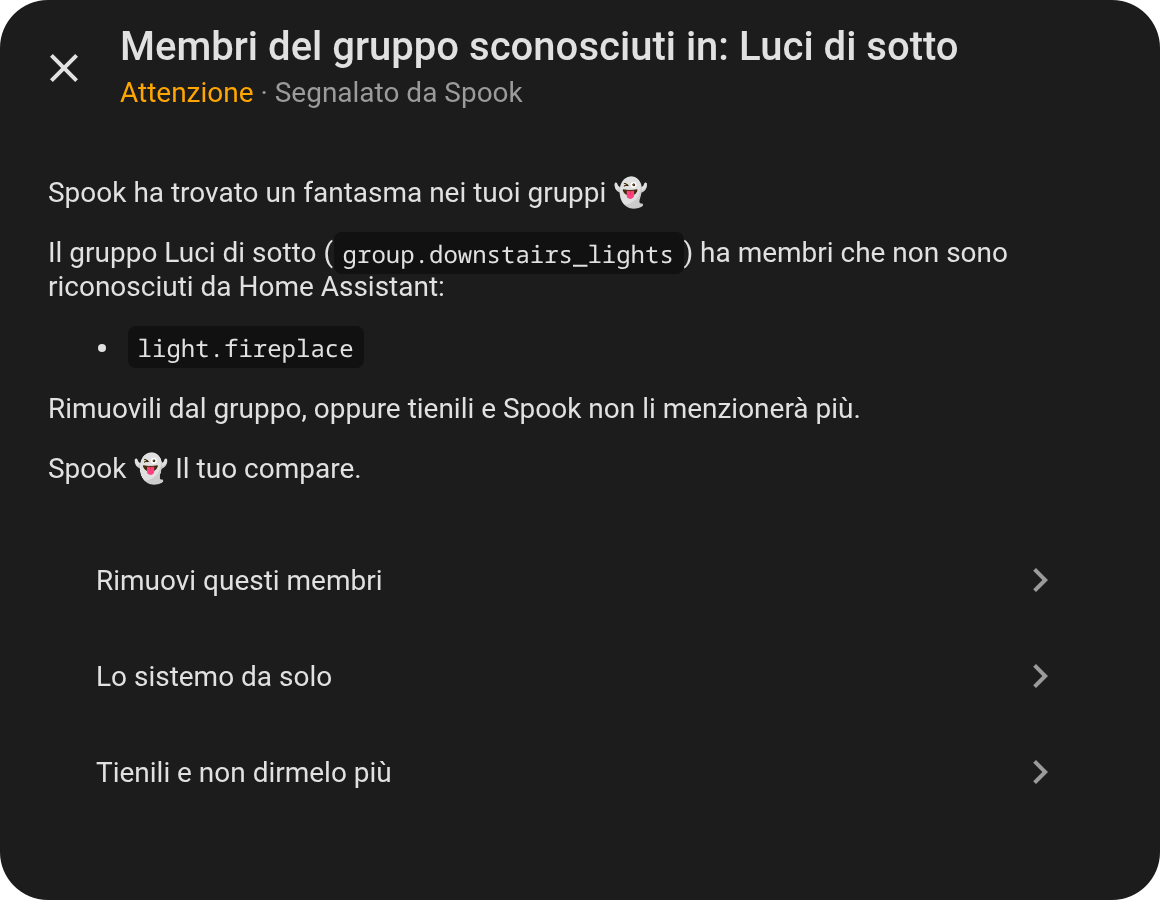 Membri del gruppo sconosciuti in: Luci di sotto
Attenzione · Segnalato da Spook
Spook ha trovato un fantasma nei tuoi gruppi 👻
Il gruppo Luci di sotto (group.downstairs_lights) ha membri che non sono
riconosciuti da Home Assistant:
• light.fireplace
Rimuovili dal gruppo, oppure tienili e Spook non li menzionerà più.
Spook 👻 Il tuo compare.
Rimuovi questi membri
Lo sistemo da solo
Tienili e non dirmelo più